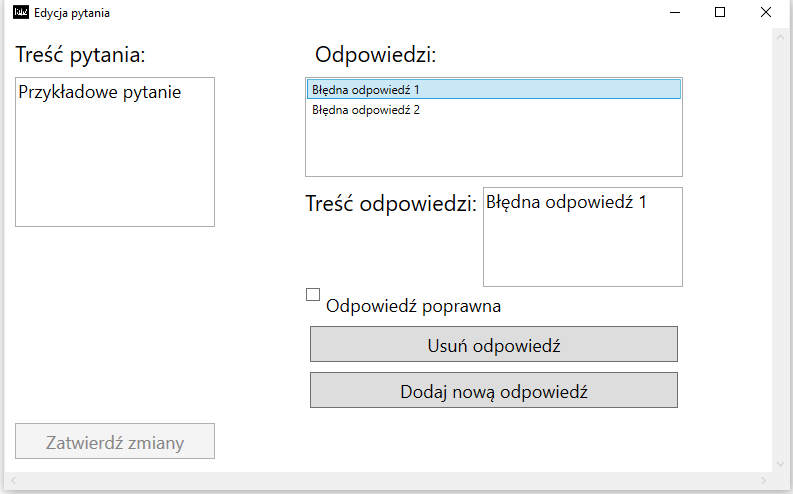 Edycja pytania
Treść pytania:
Przykładowe pytanie
Odpowiedzi:
Błędna odpowiedź 1
Błędna odpowiedź 2
Treść odpowiedzi:
Błędna odpowiedź 1
Odpowiedź poprawna
Usuń odpowiedź
Dodaj nową odpowiedź
Zatwierdź zmiany